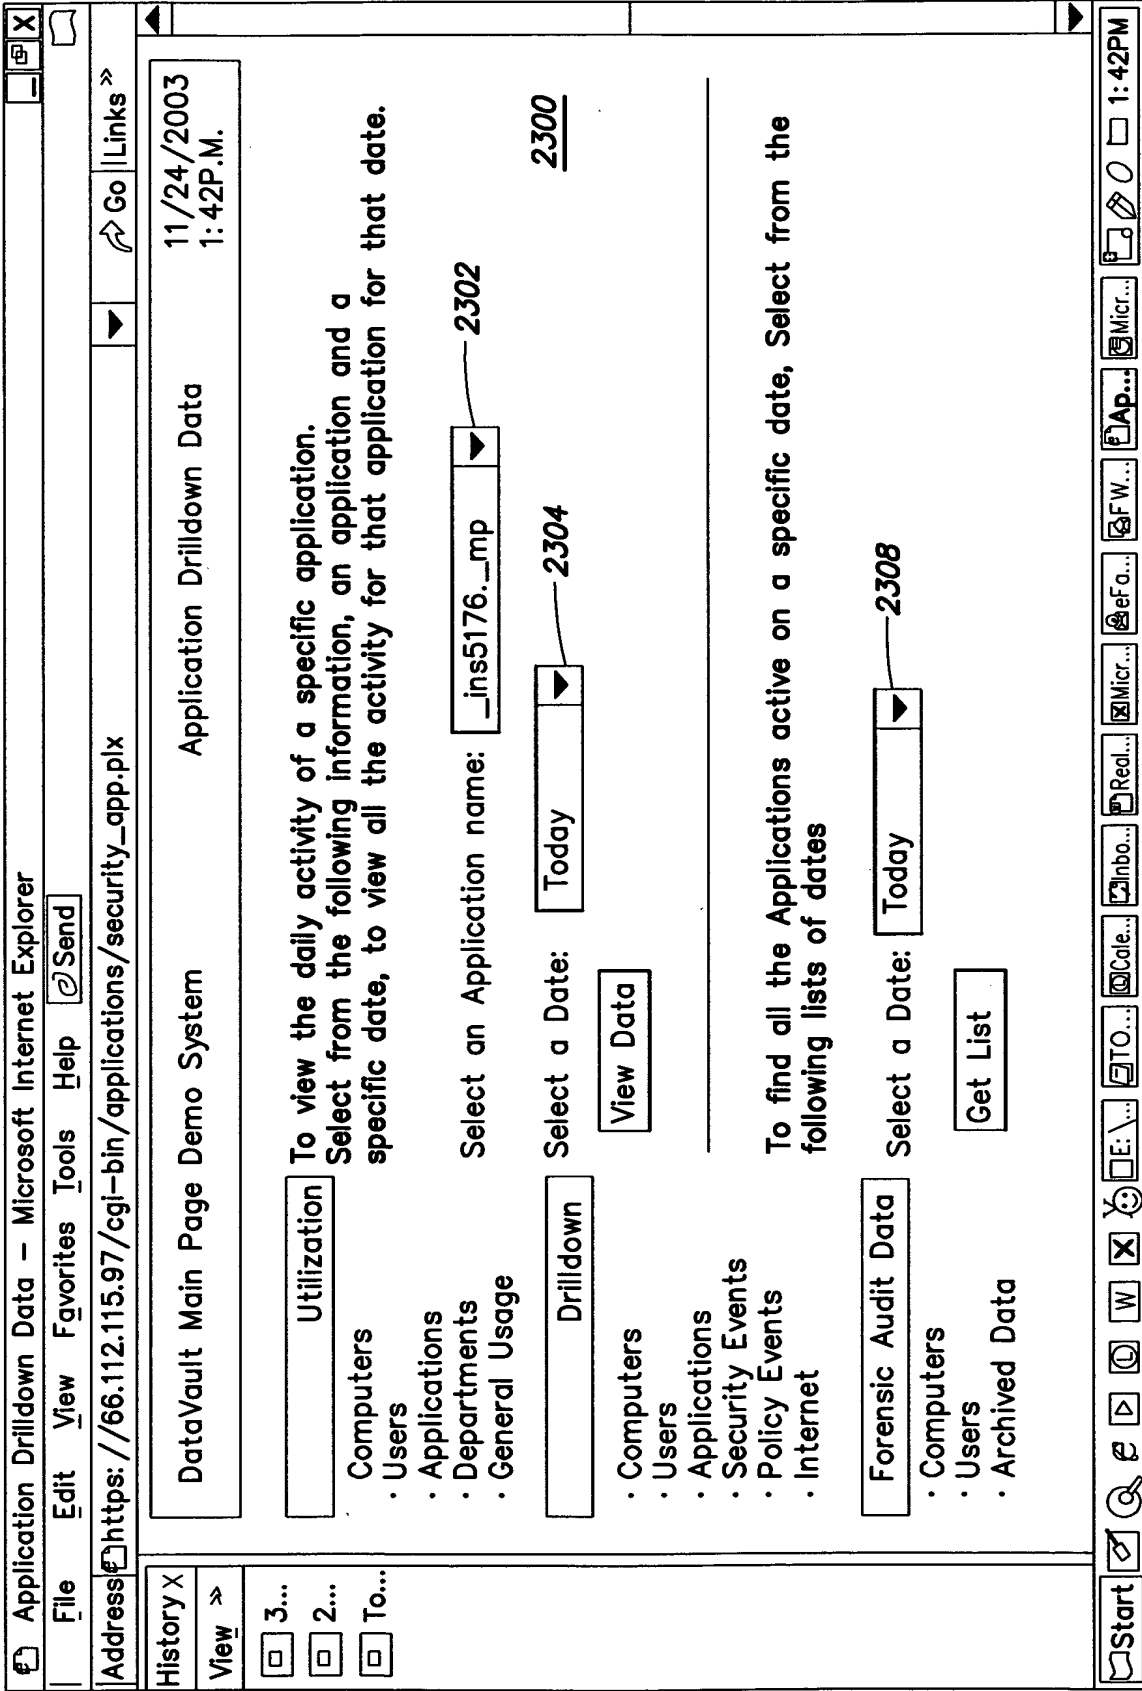 Application Drilldown Data – Microsoft Internet Explorer
File Edit View Favorites Tools Help Send
Address https://66.112.115.97/cgi-bin/applications/security_app.plx Go Links »
History X
View »
3...
2...
To...
DataVault Main Page Demo System Application Drilldown Data 11/24/2003
1:42P.M.
Utilization
Computers
· Users
· Applications
· Departments
· General Usage
Drilldown
· Computers
· Users
· Applications
· Security Events
· Policy Events
· Internet
Forensic Audit Data
· Computers
· Users
· Archived Data
To view the daily activity of a specific application.
Select from the following information, an application and a
specific date, to view all the activity for that application for that date.
Select an Application name: _ins5176._mp 2302
2300
Select a Date: Today 2304
View Data
To find all the Applications active on a specific date, Select from the
following lists of dates
Select a Date: Today 2308
Get List
Start E:\... TO... Cale... Inbo... Real... Micr... eFa... FW... Ap... Micr... 1:42PM